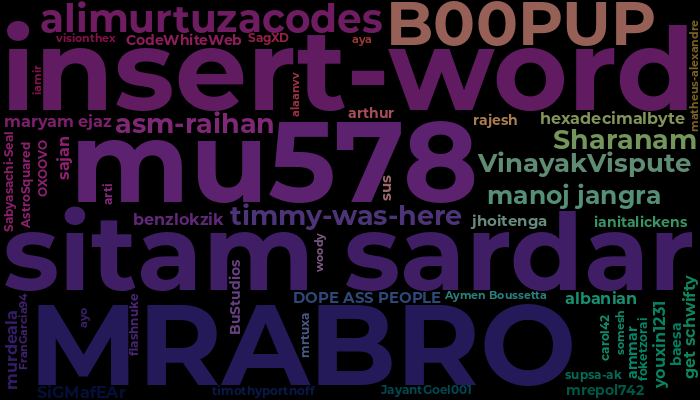 alimurtuzacodes
B00PUP
visionthex
CodeWhiteWeb
SagXD
aya
matheus-alexandre
insert-word
iamir
alaanvv
arthur
rajesh
hexadecimalbyte
maryam ejaz
asm-raihan
Sharanam
Sabyasachi-Seal
AstroSquared
OXOOVO
sajan
mu578
arti
sus
VinayakVispute
manoj jangra
benzlokzik
timmy-was-here
jhoitenga
ianitalickens
sitam sardar
woody
BuStudios
DOPE ASS PEOPLE
Aymen Boussetta
albanian
murdeala
FranGarcia94
MRABRO
ayo
flashnuke
mrtuxa
carol42
somesh
ammar
fokerzorai
youxin1231
baesa
get schwifty
supsa-ak
SiGMafEAr
timothyportnoff
JayantGoel001
mrepol742